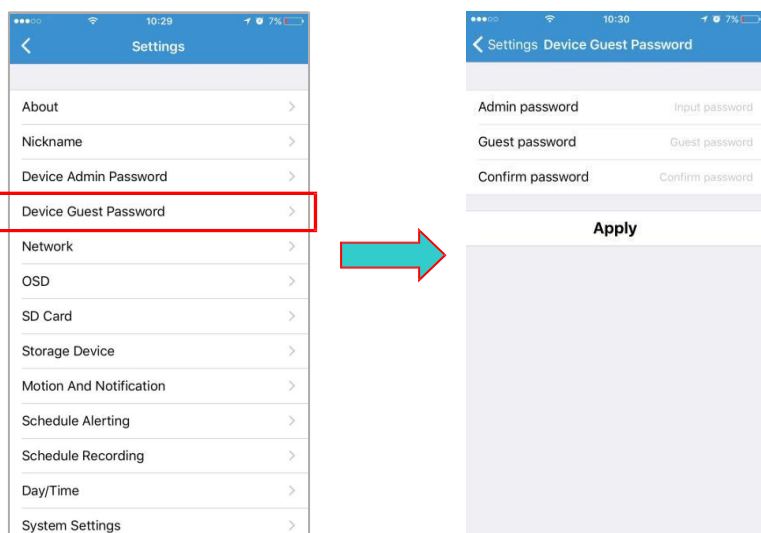 10:29
7%
Settings
About
Nickname
Device Admin Password
Device Guest Password
Network
OSD
SD Card
Storage Device
Motion And Notification
Schedule Alerting
Schedule Recording
Day/Time
System Settings
10:30
7%
Settings Device Guest Password
Admin password Input password
Guest password Guest password
Confirm password Confirm password
Apply